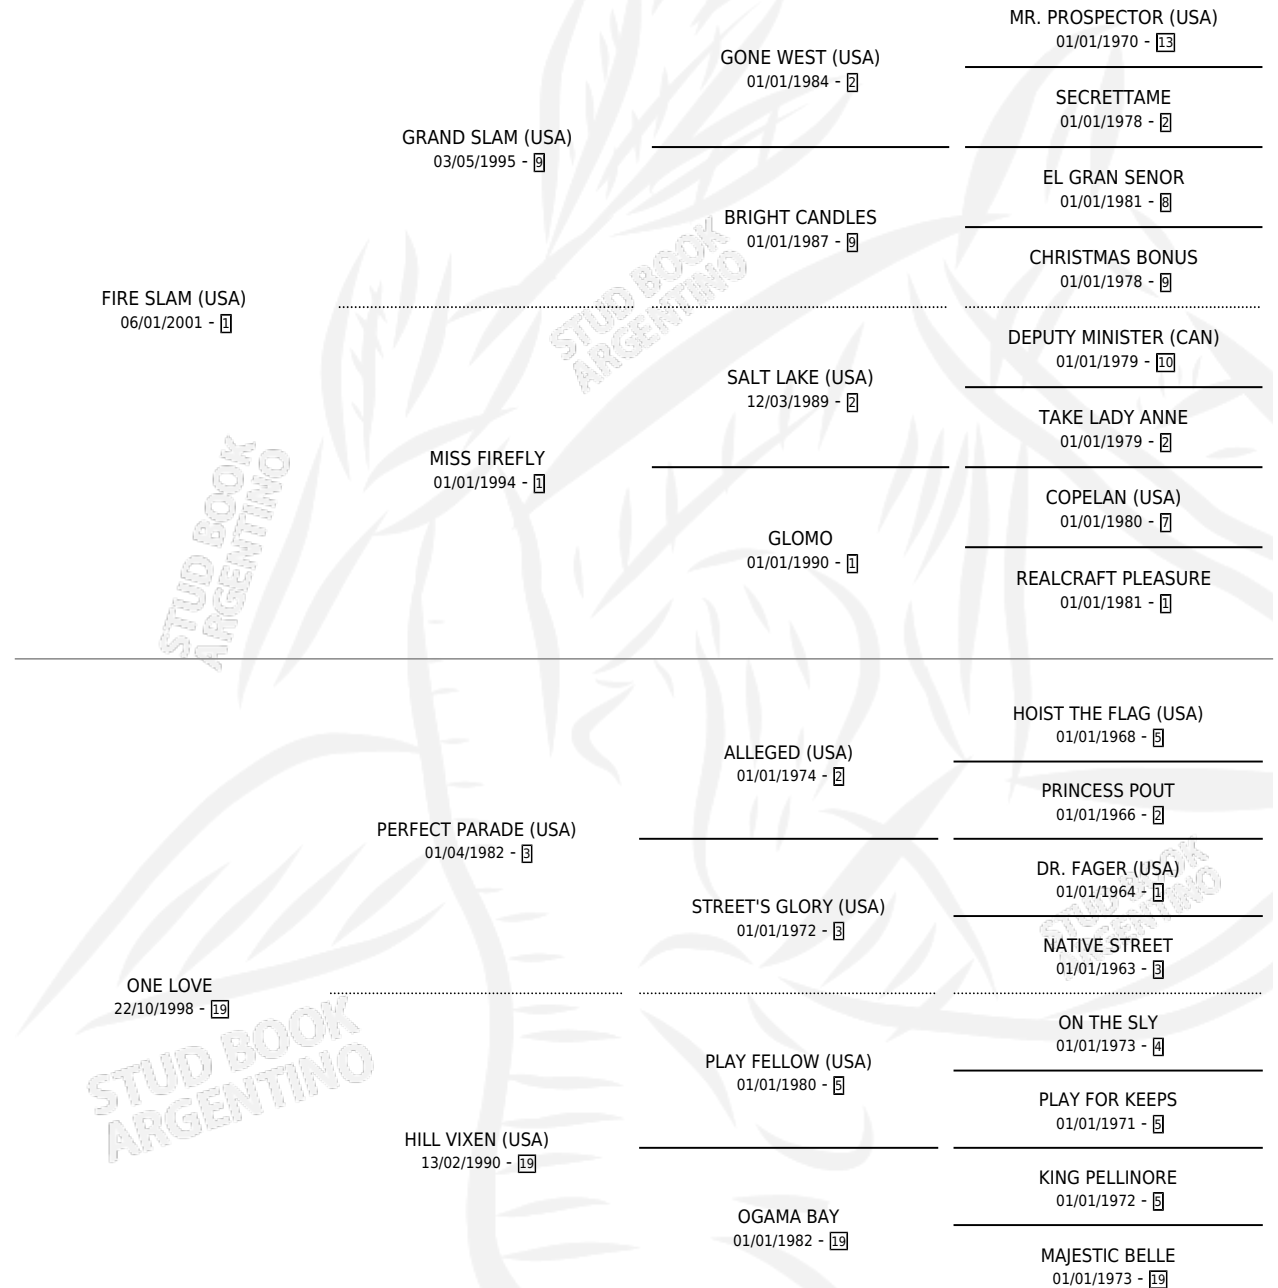 MR. PROSPECTOR (USA)
01/01/1970 - 13
GONE WEST (USA)
01/01/1984 - 2
SECRETTAME
01/01/1978 - 2
GRAND SLAM (USA)
03/05/1995 - 9
EL GRAN SENOR
01/01/1981 - 8
BRIGHT CANDLES
01/01/1987 - 9
CHRISTMAS BONUS
01/01/1978 - 9
FIRE SLAM (USA)
06/01/2001 - 1
DEPUTY MINISTER (CAN)
01/01/1979 - 10
SALT LAKE (USA)
12/03/1989 - 2
TAKE LADY ANNE
01/01/1979 - 2
MISS FIREFLY
01/01/1994 - 1
COPELAN (USA)
01/01/1980 - 7
GLOMO
01/01/1990 - 1
REALCRAFT PLEASURE
01/01/1981 - 1
HOIST THE FLAG (USA)
01/01/1968 - 5
ALLEGED (USA)
01/01/1974 - 2
PRINCESS POUT
01/01/1966 - 2
PERFECT PARADE (USA)
01/04/1982 - 3
DR. FAGER (USA)
01/01/1964 - 1
STREET'S GLORY (USA)
01/01/1972 - 3
NATIVE STREET
01/01/1963 - 3
ONE LOVE
22/10/1998 - 19
ON THE SLY
01/01/1973 - 4
PLAY FELLOW (USA)
01/01/1980 - 5
PLAY FOR KEEPS
01/01/1971 - 5
HILL VIXEN (USA)
13/02/1990 - 19
KING PELLINORE
01/01/1972 - 5
OGAMA BAY
01/01/1982 - 19
MAJESTIC BELLE
01/01/1973 - 19
STUD BOOK
ARGENTINO
STUD BOOK
ARGENTINO
STUD BOOK
ARGENTINO
STUD BOOK
ARGENTINO